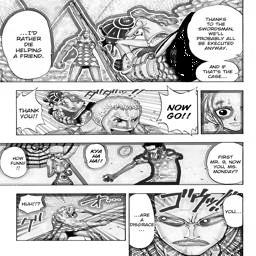 THANKS
TO THE
SWORDSMAN,
WE'LL
PROBABLY ALL
BE EXECUTED
ANYWAY.
AND IF
THAT'S THE
CASE...
...I'D
RATHER
DIE
HELPING
A FRIEND.
NOW
GO!!
THANK
YOU!!
FIRST
MR. 9, NOW
YOU, MS.
MONDAY?
KYA
HA
HA!
HOW
FUNNY!
YOU...
...ARE
A
DISGRACE...
HUH!?